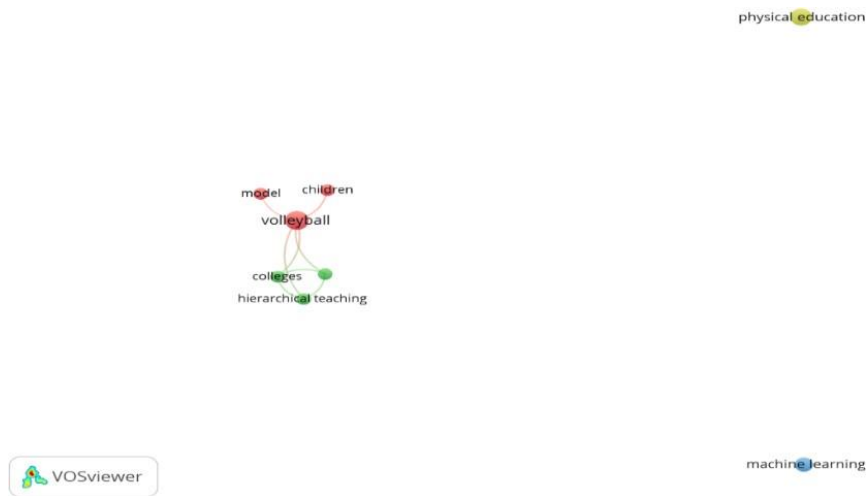 physical education
model
children
volleyball
colleges
hierarchical teaching
machine learning
VOSviewer